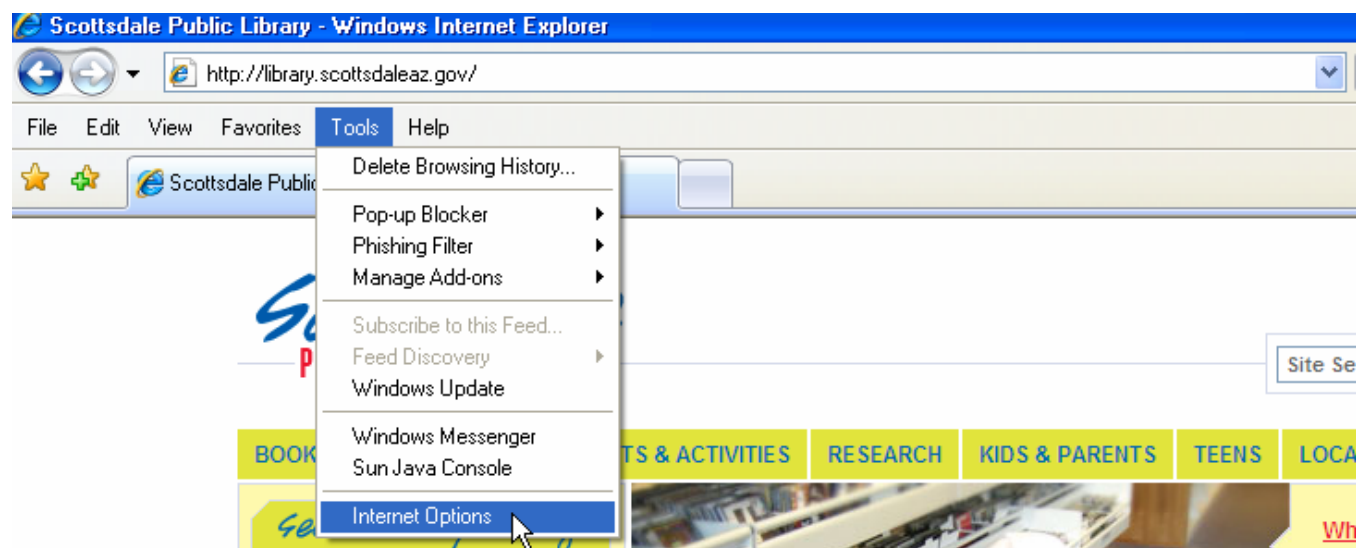 Scottsdale Public Library - Windows Internet Explorer
http://library.scottsdaleaz.gov/
File Edit View Favorites Tools Help
Scottsdale Public
Delete Browsing History...
Pop-up Blocker
Phishing Filter
Manage Add-ons
Subscribe to this Feed...
Feed Discovery
Windows Update
Windows Messenger
Sun Java Console
Internet Options
Site Se
BOOK TS & ACTIVITIES RESEARCH KIDS & PARENTS TEENS LOCA
Wh